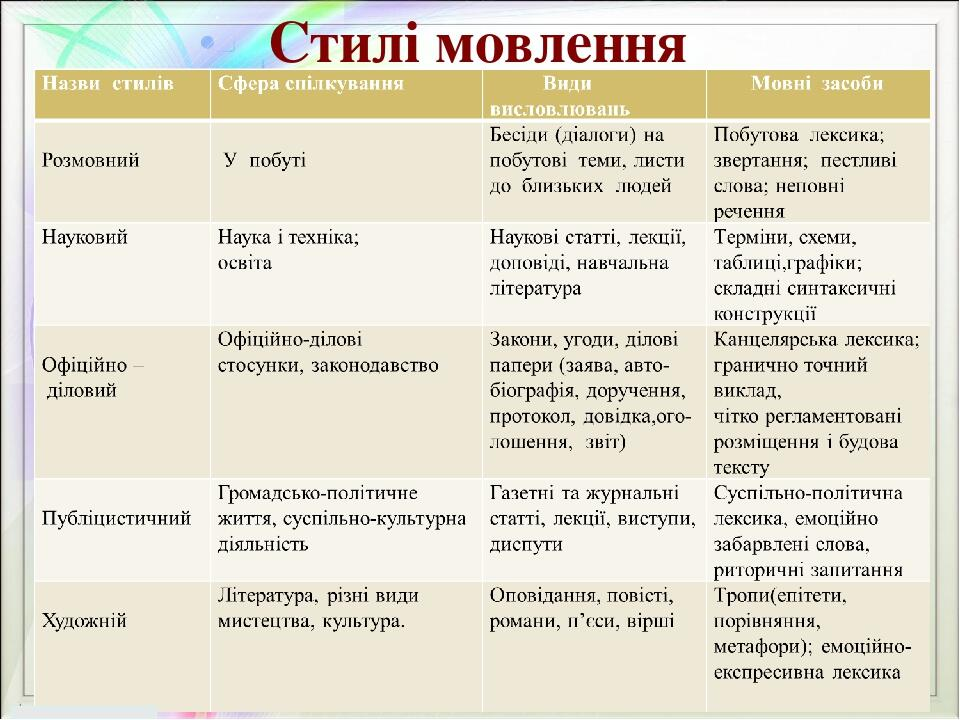 Стилі мовлення
Назви стилів
Сфера спілкування
Види
висловлювань
Мовні засоби
Розмовний
У побуті
Бесіди (діалоги) на
побутові теми, листи
до близьких людей
Побутова лексика;
звертання; пестливі
слова; неповні
речення
Науковий
Наука і техніка;
освіта
Наукові статті, лекції,
доповіді, навчальна
література
Терміни, схеми,
таблиці,графіки;
складні синтаксичні
конструкції
Офіційно –
діловий
Офіційно-ділові
стосунки, законодавство
Закони, угоди, ділові
папери (заява, авто-
біографія, доручення,
протокол, довідка,ого-
лошення, звіт)
Канцелярська лексика;
гранично точний
виклад,
чітко регламентовані
розміщення і будова
тексту
Публіцистичний
Громадсько-політичне
життя, суспільно-культурна
діяльність
Газетні та журнальні
статті, лекції, виступи,
диспути
Суспільно-політична
лексика, емоційно
забарвлені слова,
риторичні запитання
Художній
Література, різні види
мистецтва, культура.
Оповідання, повісті,
романи, п’єси, вірші
Тропи(епітети,
порівняння,
метафори); емоційно-
експресивна лексика